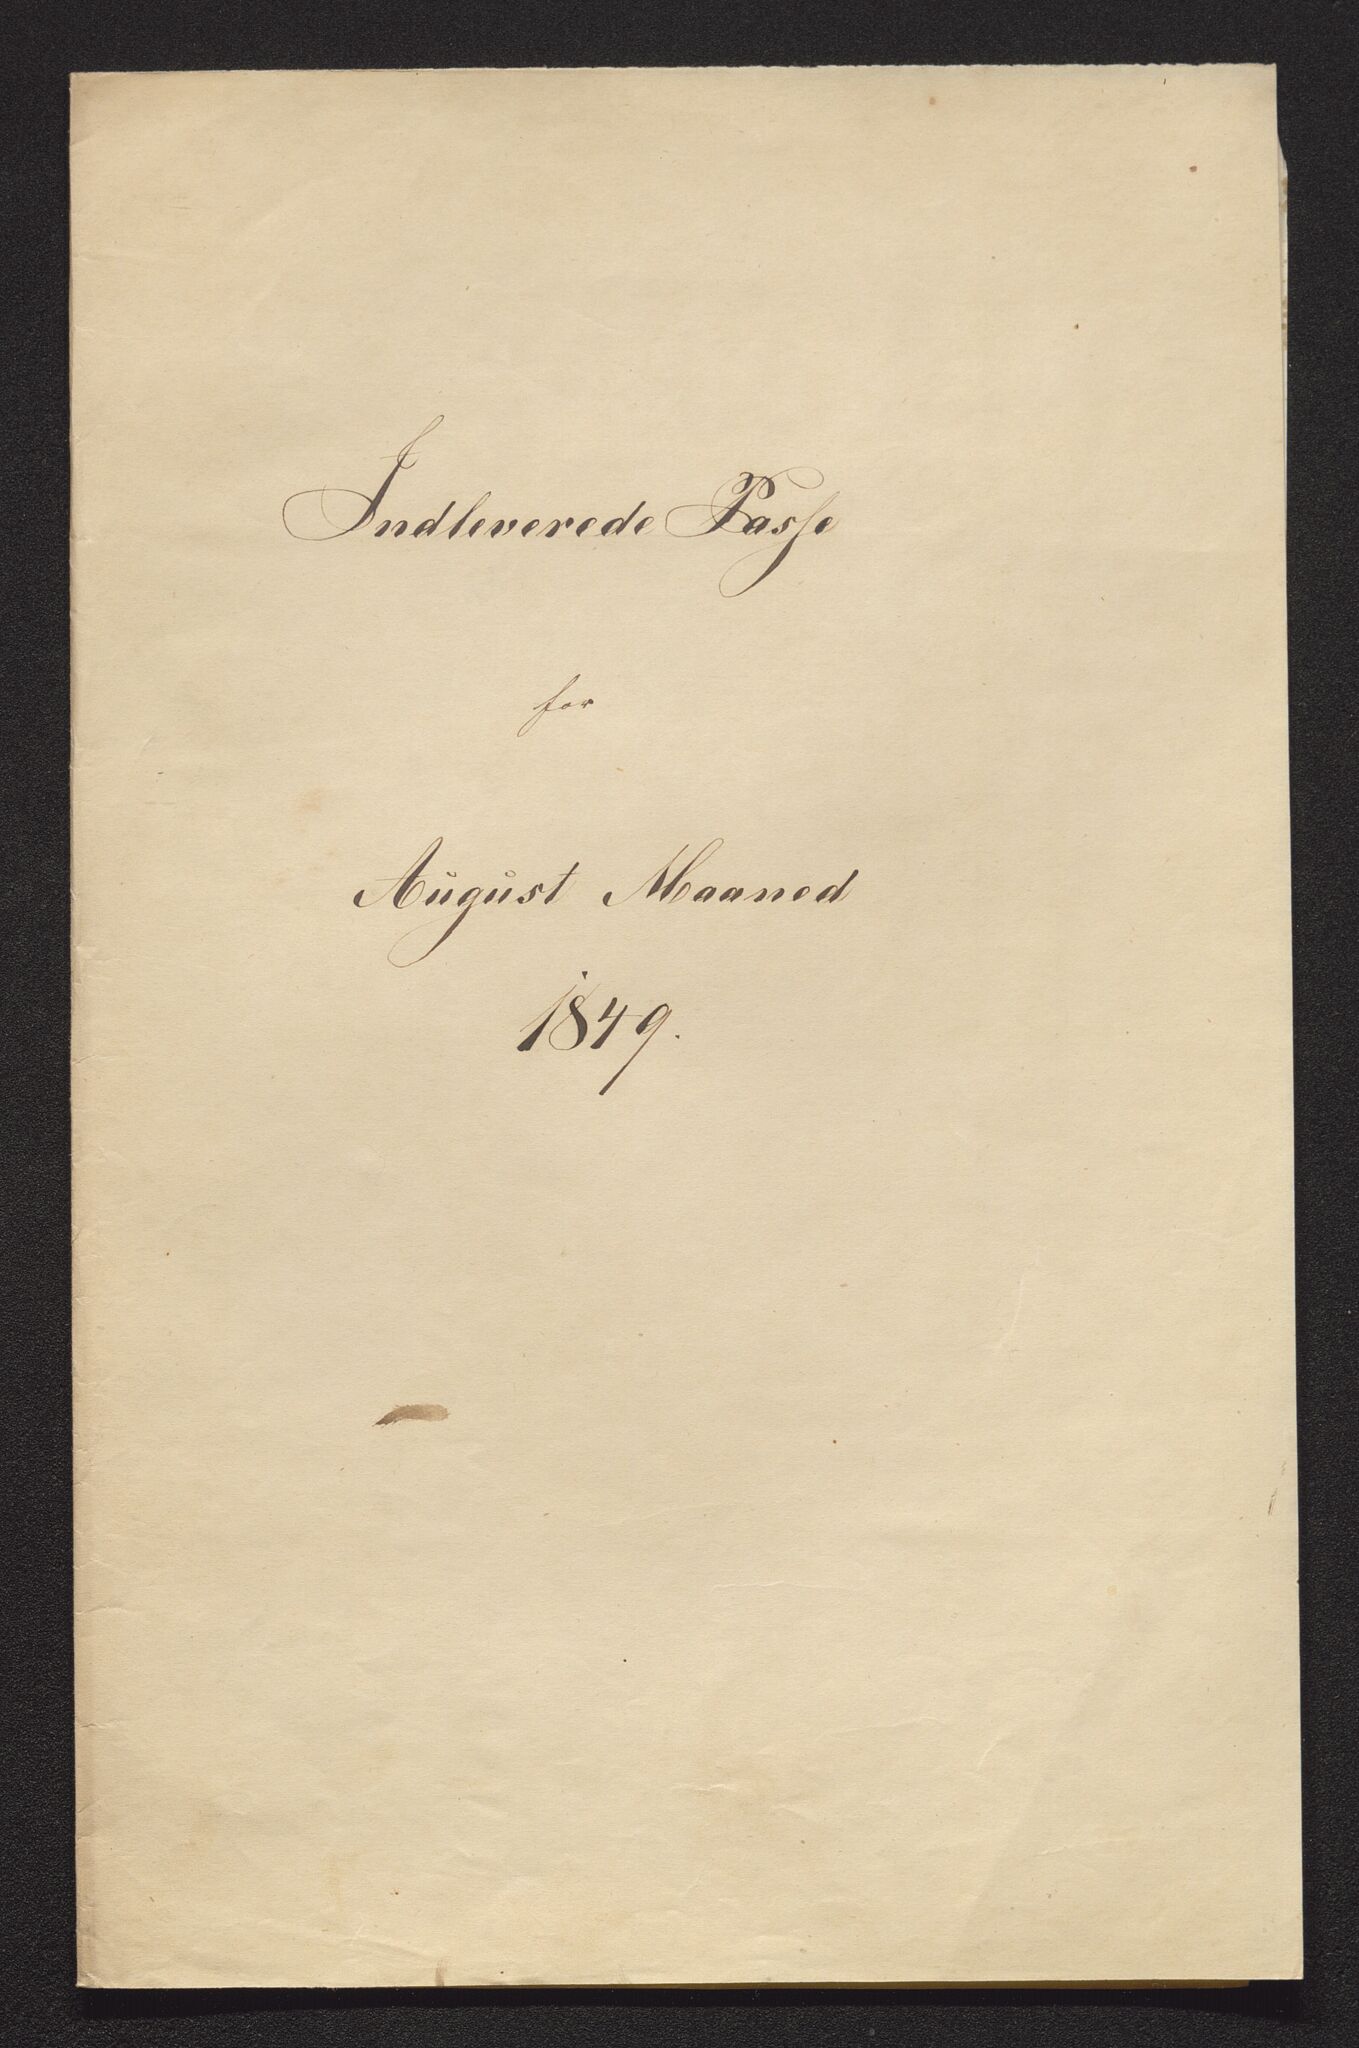 Indleverede Passe
for
August Maaned
1849.